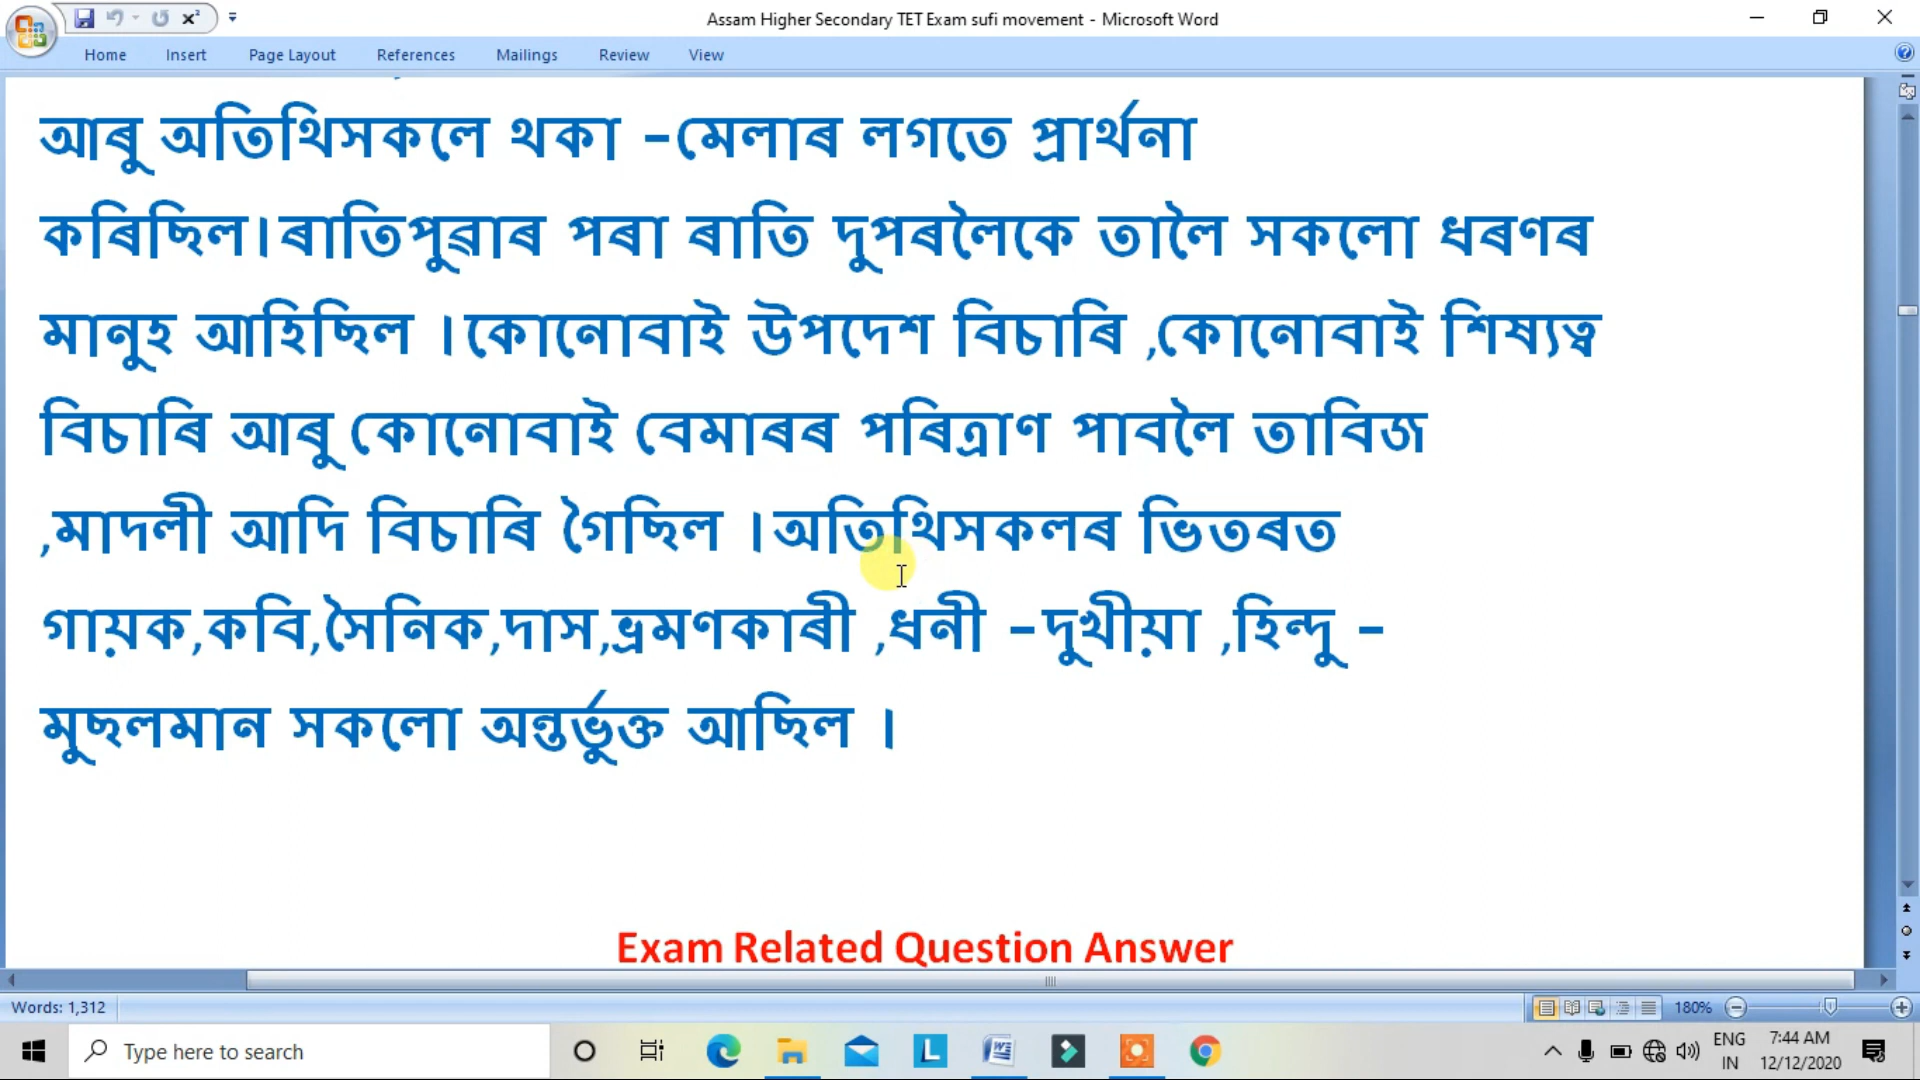 Assam Higher Secondary TET Exam sufi movement - Microsoft Word
Home Insert Page Layout References Mailings Review View
আৰু অতিথিসকলে থকা -মেলাৰ লগতে প্ৰাৰ্থনা
কৰিছিল।ৰাতিপুৱাৰ পৰা ৰাতি দুপৰলৈকে তালৈ সকলো ধৰণৰ
মানুহ আহিছিল ।কোনোবাই উপদেশ বিচাৰি ,কোনোবাই শিষ্যত্ব
বিচাৰি আৰু কোনোবাই বেমাৰৰ পৰিত্ৰাণ পাবলৈ তাবিজ
,মাদলী আদি বিচাৰি গৈছিল ।অতিথিসকলৰ ভিতৰত
গায়ক,কবি,সৈনিক,দাস,ভ্ৰমণকাৰী ,ধনী -দুখীয়া ,হিন্দু -
মুছলমান সকলো অন্তৰ্ভুক্ত আছিল ।
Exam Related Question Answer
Words: 1,312
180%
Type here to search
ENG
IN
7:44 AM
12/12/2020